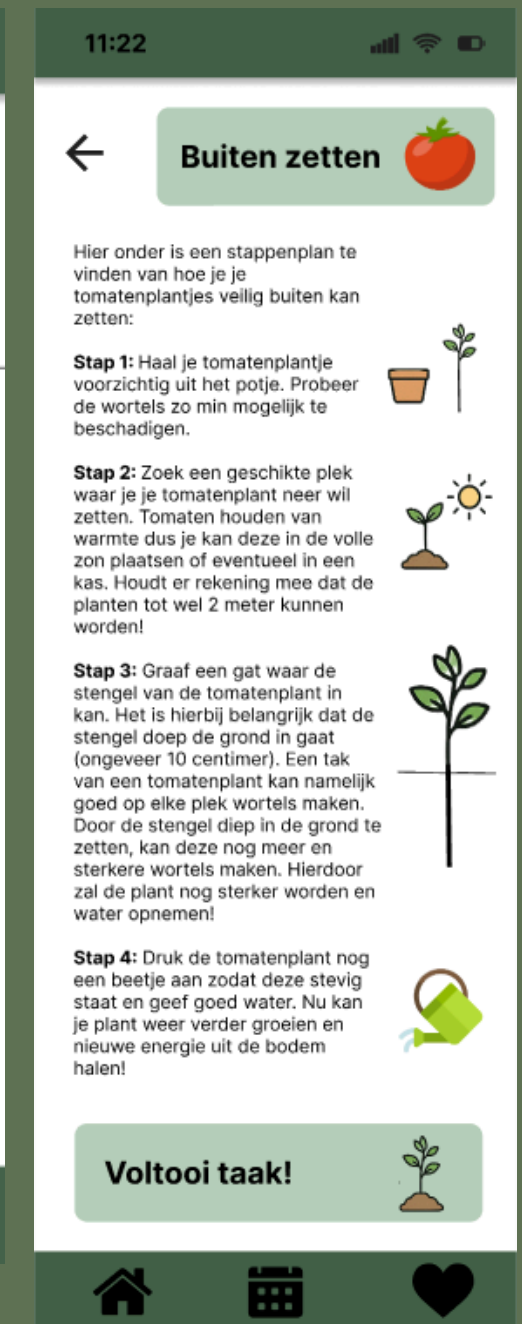 11:22
Buiten zetten
Hier onder is een stappenplan te
vinden van hoe je je
tomatenplantjes veilig buiten kan
zetten:
Stap 1: Haal je tomatenplantje
voorzichtig uit het potje. Probeer
de wortels zo min mogelijk te
beschadigen.
Stap 2: Zoek een geschikte plek
waar je je tomatenplant neer wil
zetten. Tomaten houden van
warmte dus je kan deze in de volle
zon plaatsen of eventueel in een
kas. Houdt er rekening mee dat de
planten tot wel 2 meter kunnen
worden!
Stap 3: Graaf een gat waar de
stengel van de tomatenplant in
kan. Het is hierbij belangrijk dat de
stengel doep de grond in gaat
(ongeveer 10 centimer). Een tak
van een tomatenplant kan namelijk
goed op elke plek wortels maken.
Door de stengel diep in de grond te
zetten, kan deze nog meer en
sterkere wortels maken. Hierdoor
zal de plant nog sterker worden en
water opnemen!
Stap 4: Druk de tomatenplant nog
een beetje aan zodat deze stevig
staat en geef goed water. Nu kan
je plant weer verder groeien en
nieuwe energie uit de bodem
halen!
Voltooi taak!